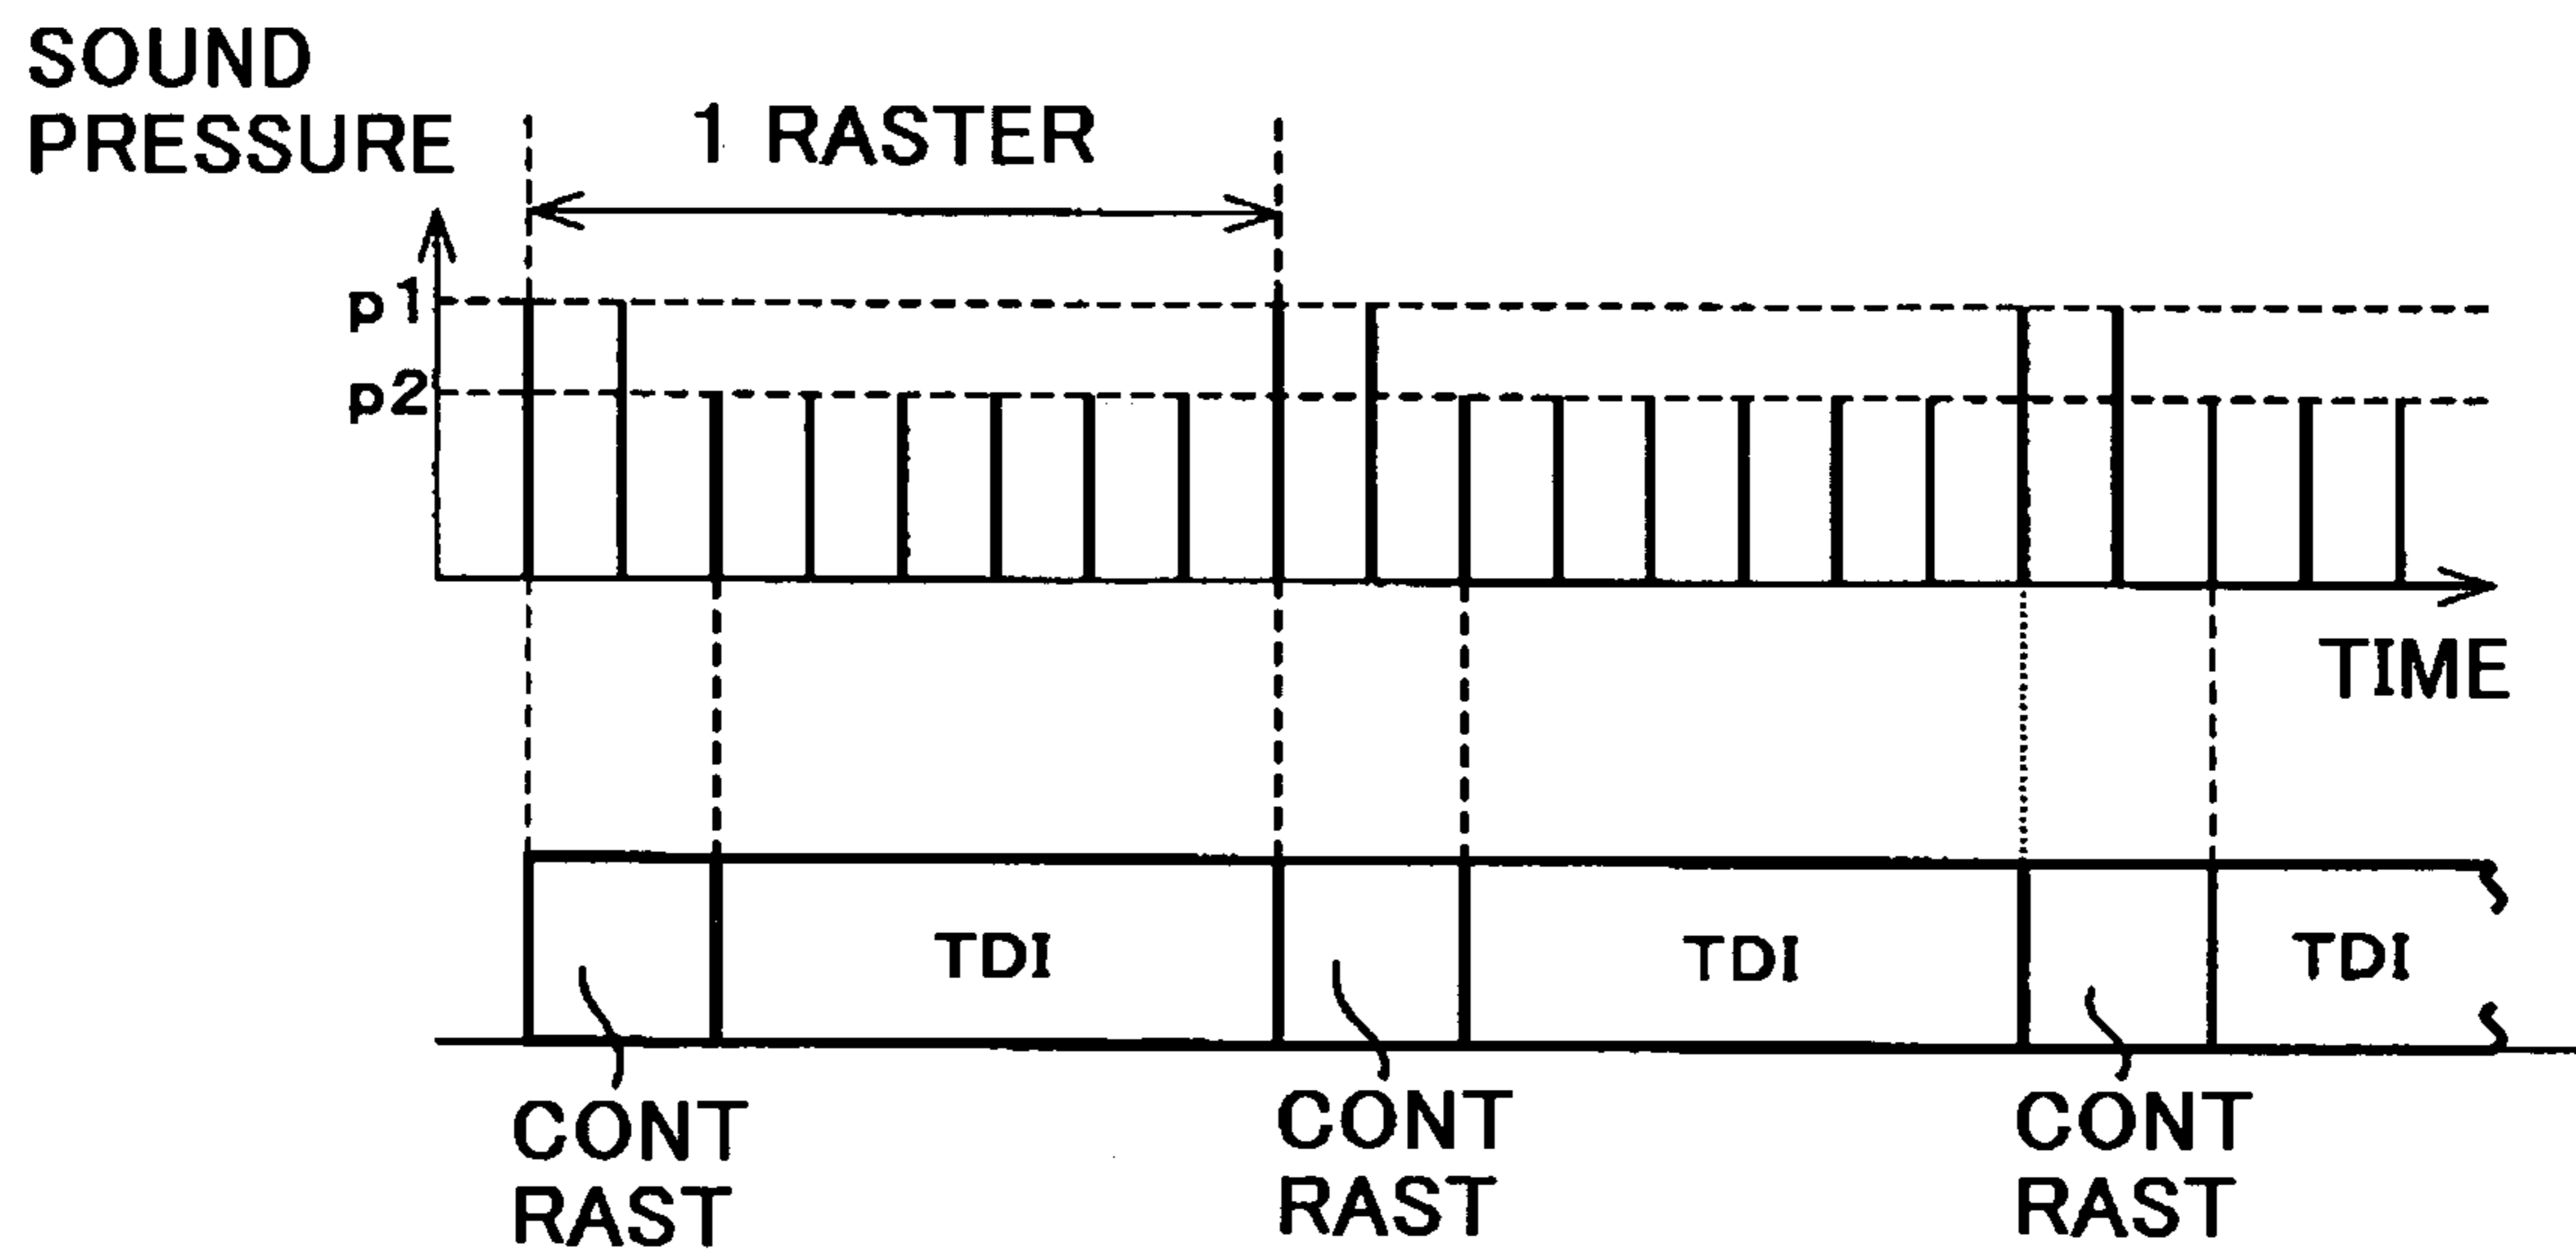 SOUND
PRESSURE
1 RASTER
p1
p2
TIME
TDI
TDI
TDI
CONT
RAST
CONT
RAST
CONT
RAST